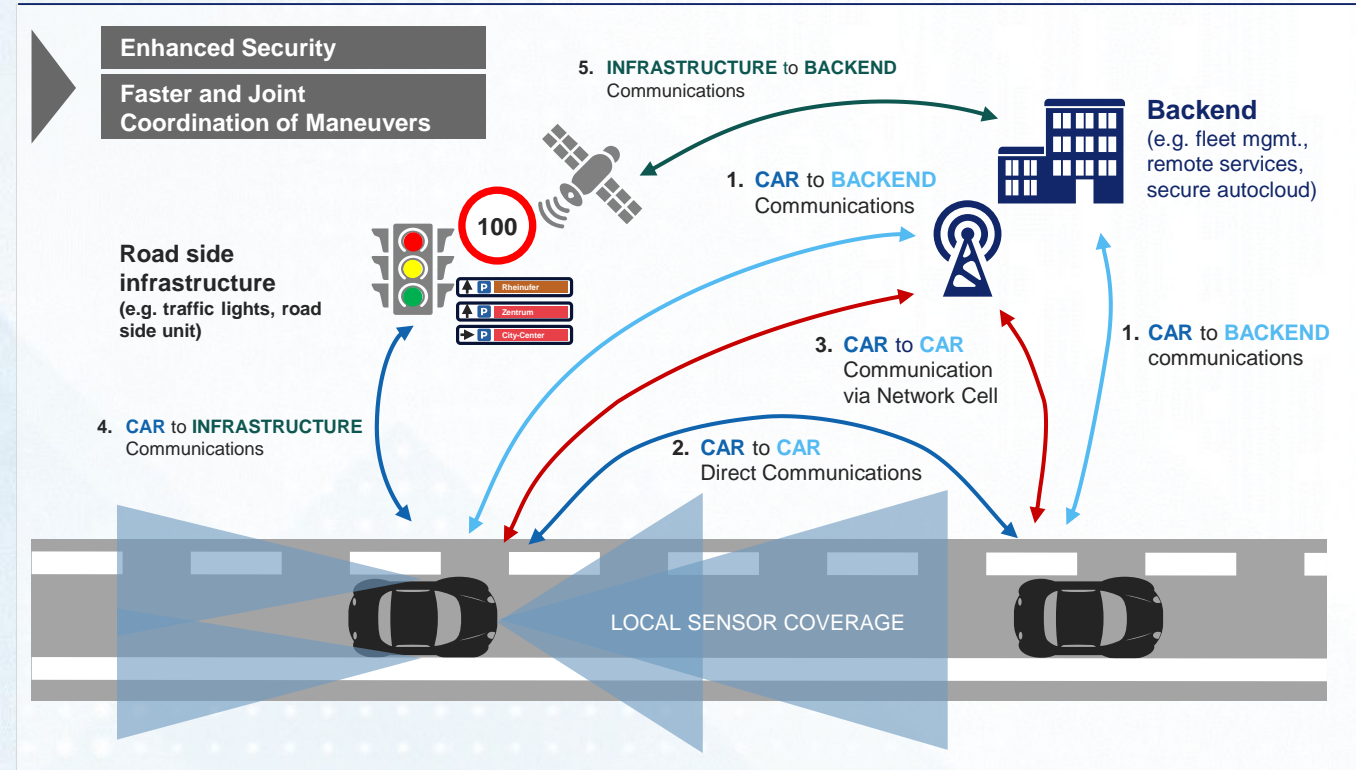 Enhanced Security
Faster and Joint
Coordination of Maneuvers
5. INFRASTRUCTURE to BACKEND
Communications
Backend
(e.g. fleet mgmt.,
remote services,
secure autocloud)
1. CAR to BACKEND
Communications
100
Road side
infrastructure
(e.g. traffic lights, road
side unit)
P Rheinufer
P Zentrum
P City-Center
3. CAR to CAR
Communication
via Network Cell
1. CAR to BACKEND
communications
4. CAR to INFRASTRUCTURE
Communications
2. CAR to CAR
Direct Communications
LOCAL SENSOR COVERAGE